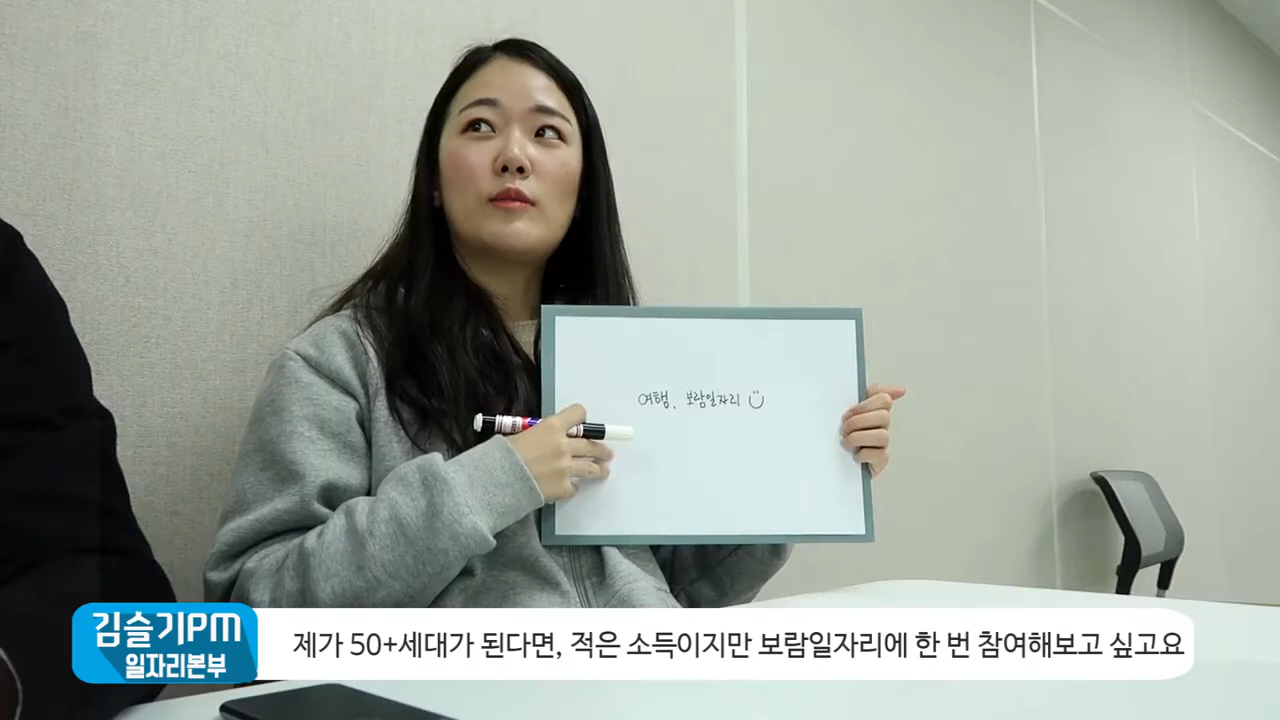 여행, 보람일자리
김슬기PM
일자리본부
제가 50+세대가 된다면, 적은 소득이지만 보람일자리에 한 번 참여해보고 싶고요